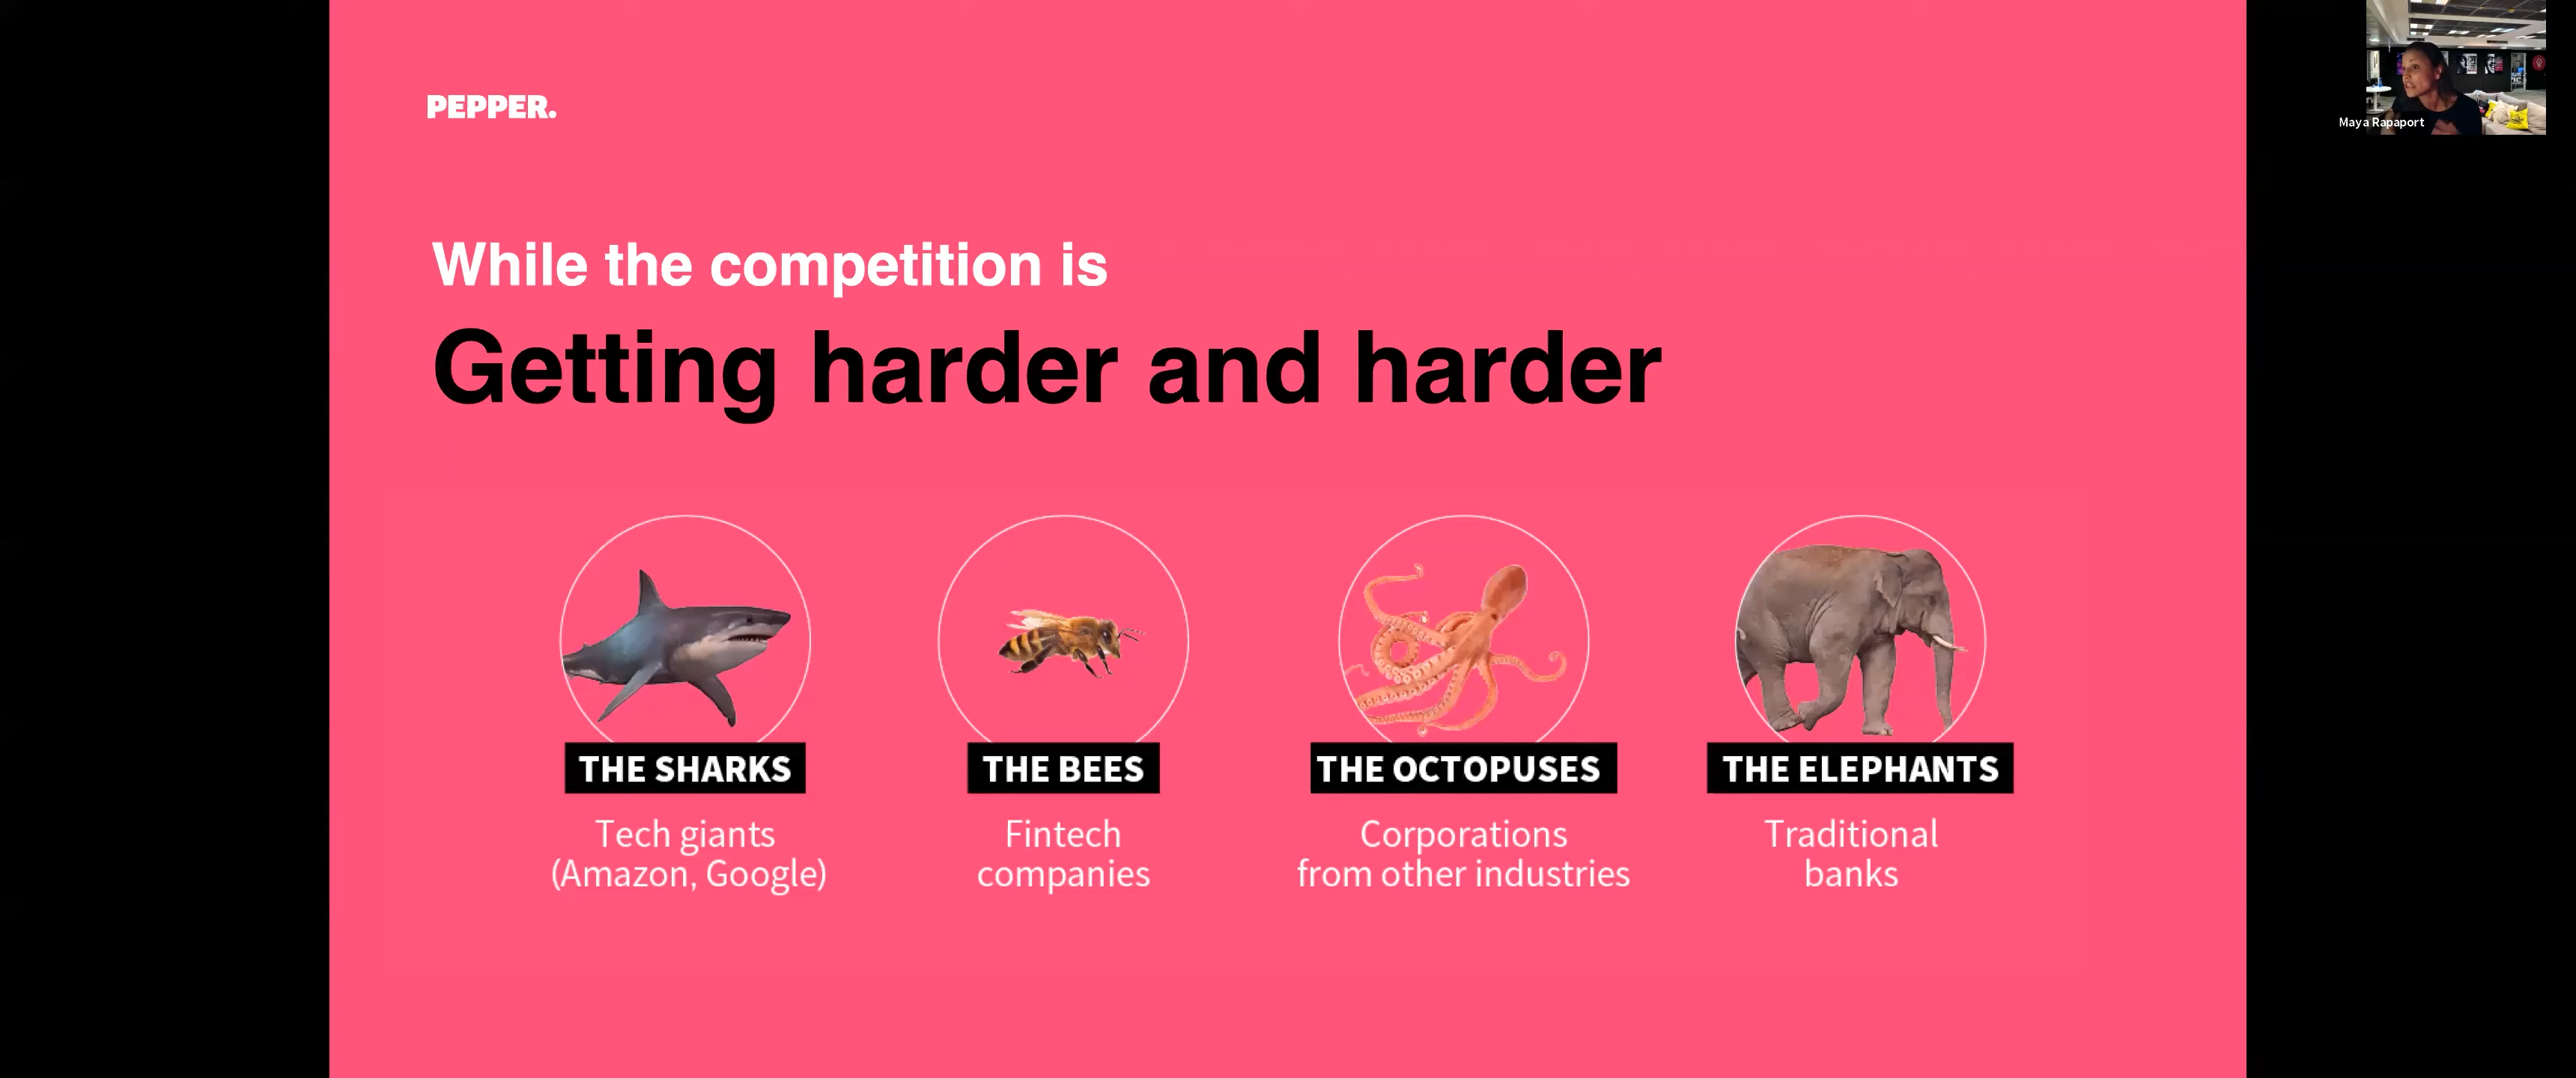 PEPPER.
Maya Rapaport
While the competition is
Getting harder and harder
THE SHARKS
Tech giants
(Amazon, Google)
THE BEES
Fintech
companies
THE OCTOPUSES
Corporations
from other industries
THE ELEPHANTS
Traditional
banks